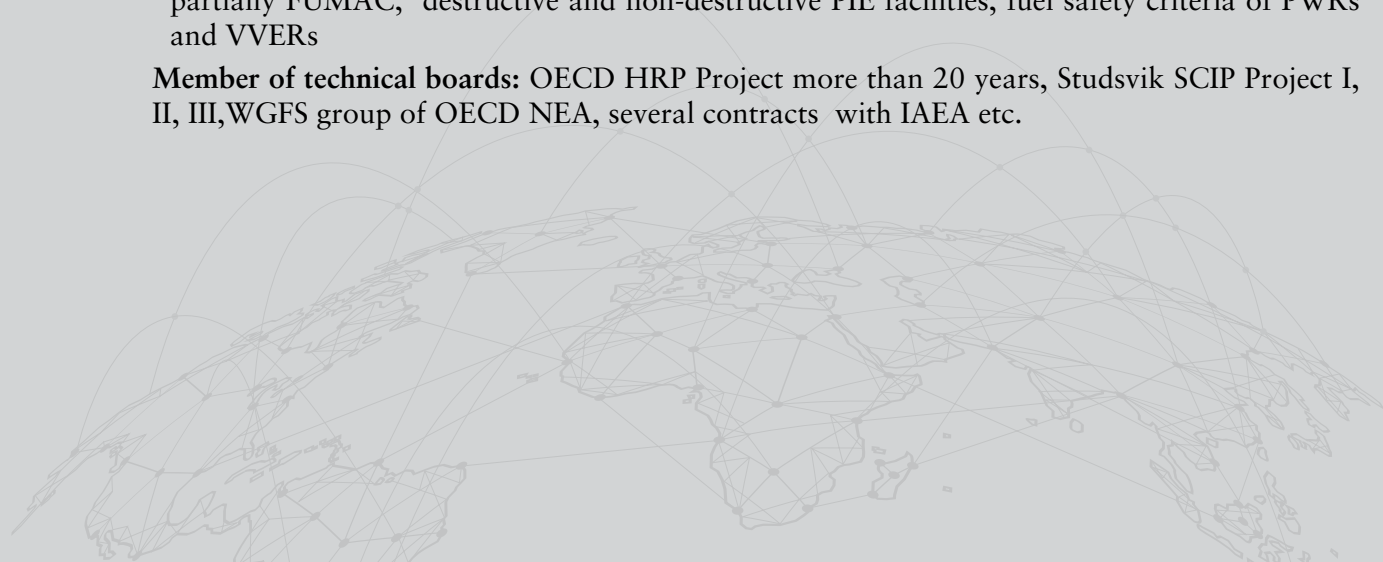 partially FUMAC, destructive and non-destructive PIE facilities, fuel safety criteria of PWRs
and VVERs
Member of technical boards: OECD HRP Project more than 20 years, Studsvik SCIP Project I,
II, III,WGFS group of OECD NEA, several contracts with IAEA etc.